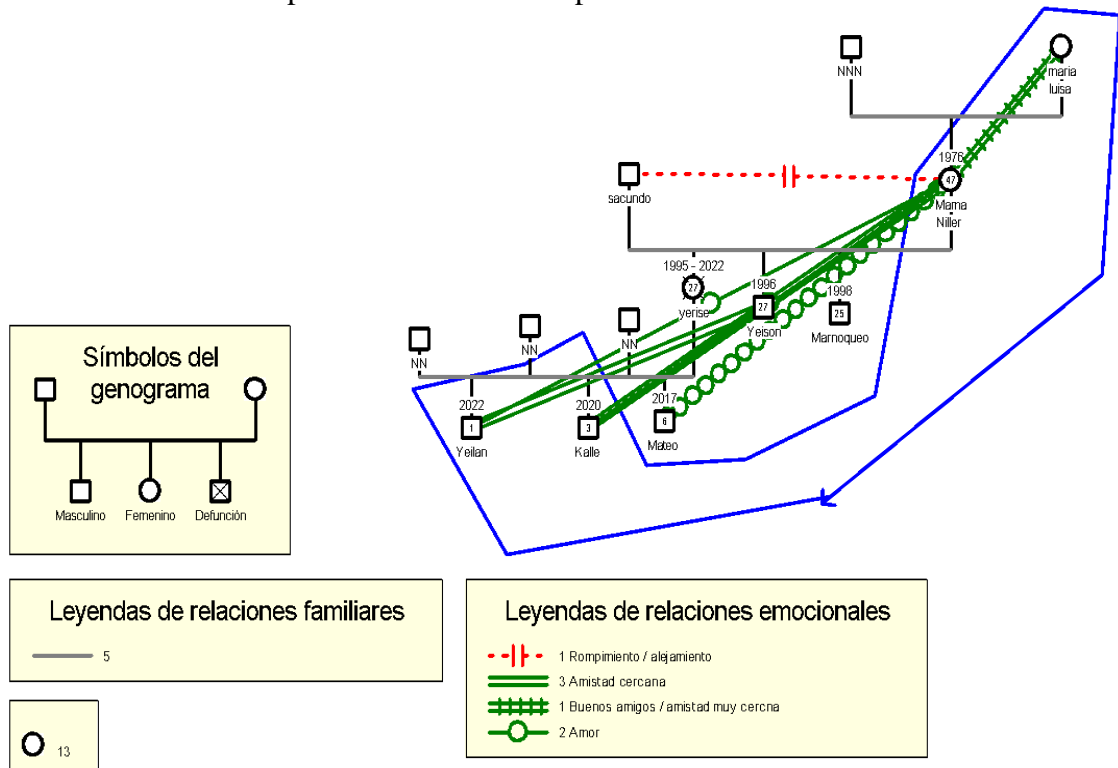 NNN
maria
luisa
1976
47
Mama
Niller
sacundo
1995 - 2022
27
yerise
1996
27
Yeison
1998
25
Marnoqueo
NN
NN
NN
2022
1
Yeilan
2020
3
Kalle
2017
6
Mateo
Símbolos del
genograma
Masculino
Femenino
Defunción
Leyendas de relaciones familiares
5
13
Leyendas de relaciones emocionales
1 Rompimiento / alejamiento
3 Amistad cercana
1 Buenos amigos / amistad muy cercna
2 Amor